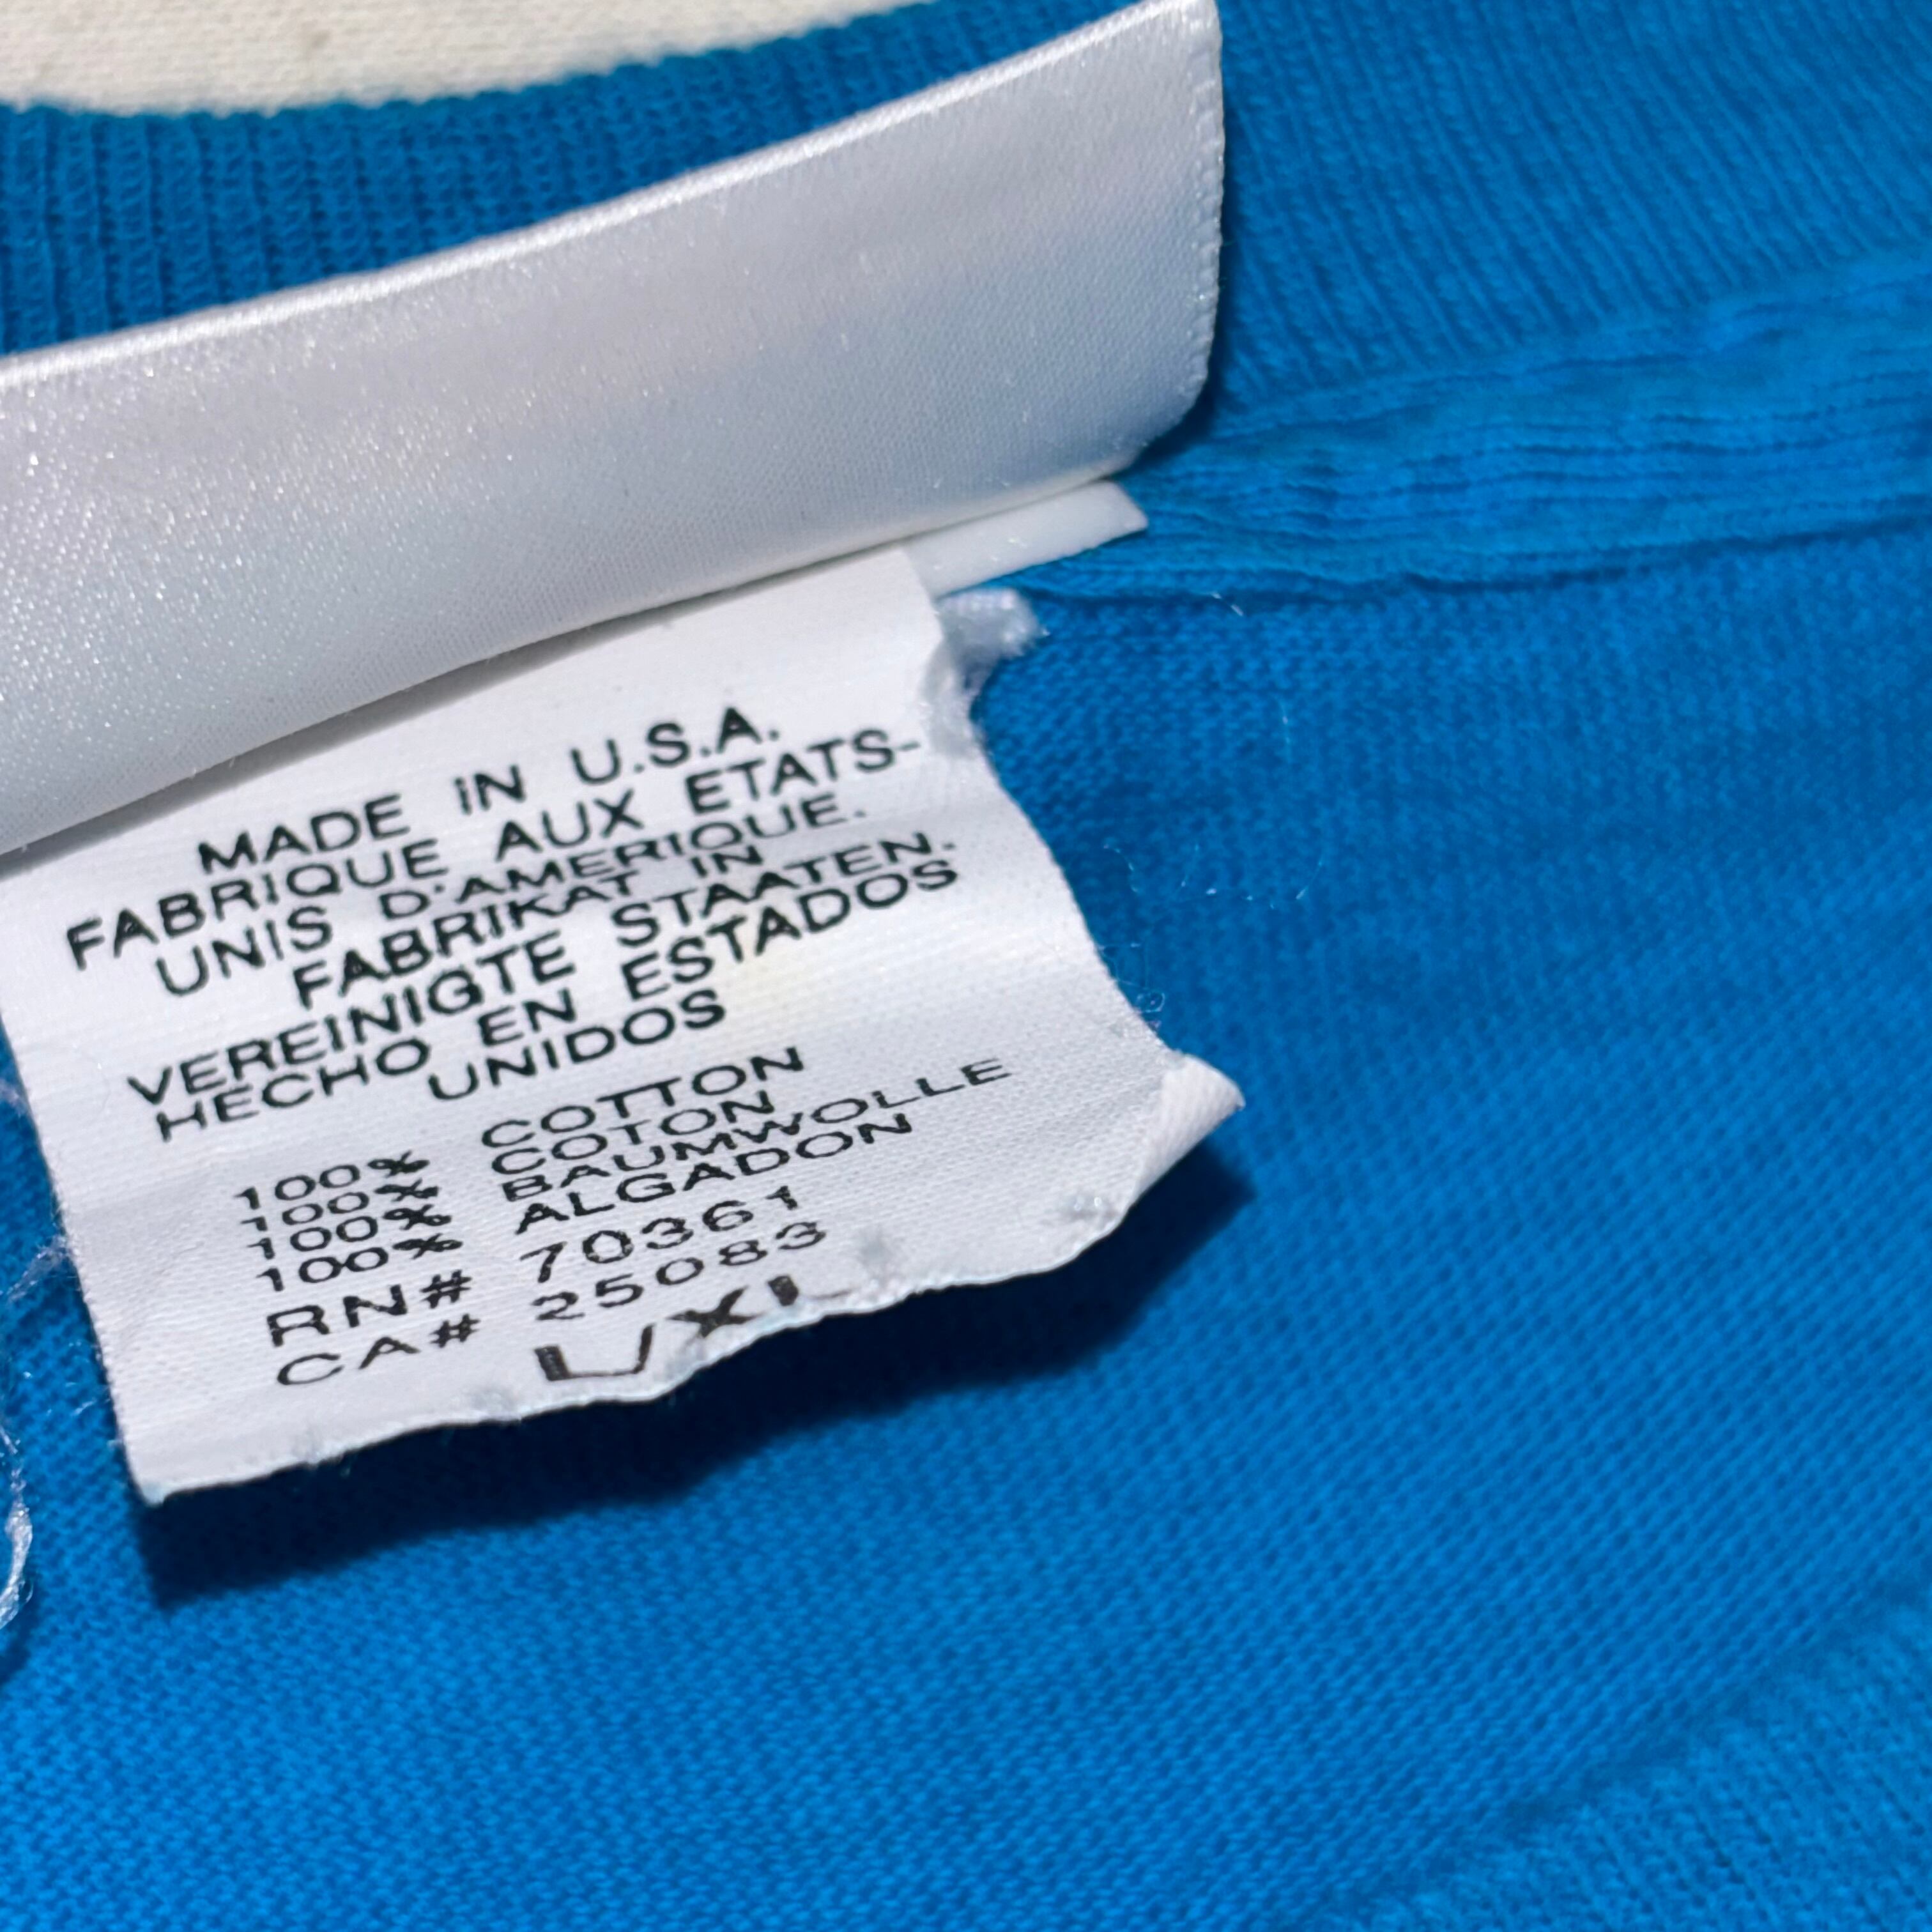 MADE IN U.S.A.
FABRIQUE AUX ETATS-
UNIS D'AMERIQUE.
FABRIKAT IN
VEREINIGTE STAATEN.
HECHO EN ESTADOS
UNIDOS
100% COTTON
100% COTON
100% BAUMWOLLE
100% ALGADON
RN# 70361
CA# 25083
L/XL